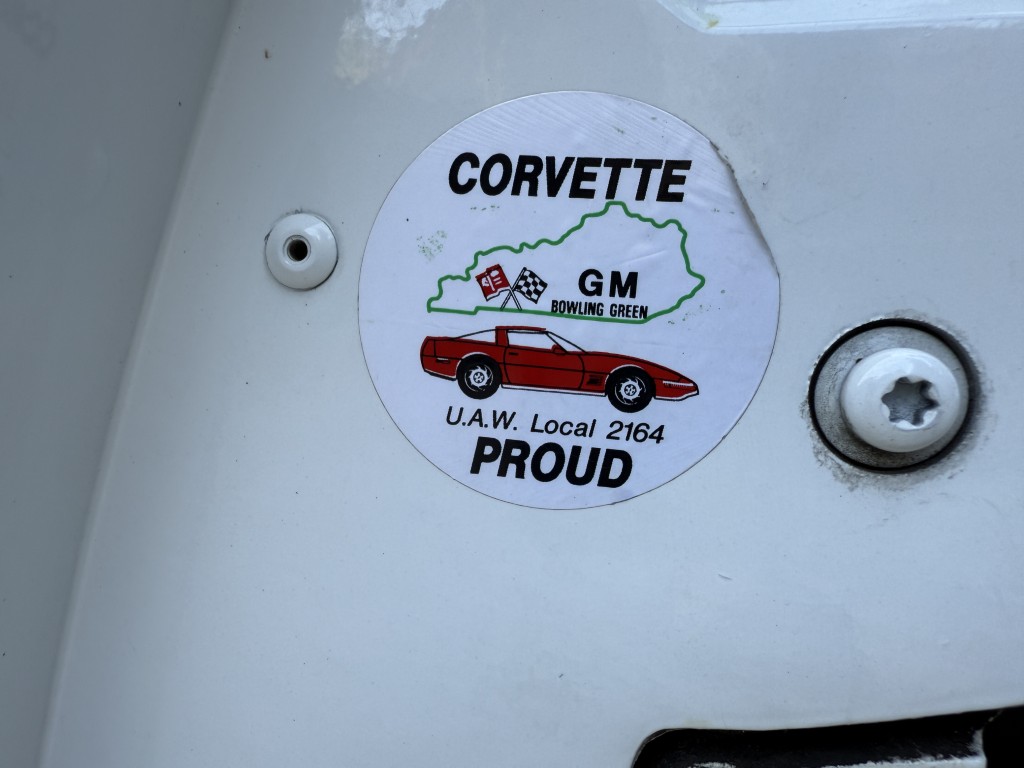 CORVETTE
GM
BOWLING GREEN
U.A.W. Local 2164
PROUD